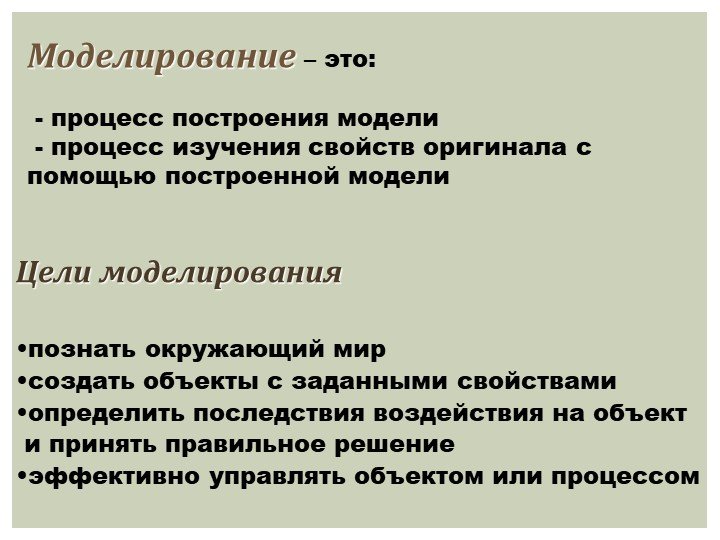 Моделирование – это:
- процесс построения модели
- процесс изучения свойств оригинала с
помощью построенной модели
Цели моделирования
•познать окружающий мир
•создать объекты с заданными свойствами
•определить последствия воздействия на объект
и принять правильное решение
•эффективно управлять объектом или процессом